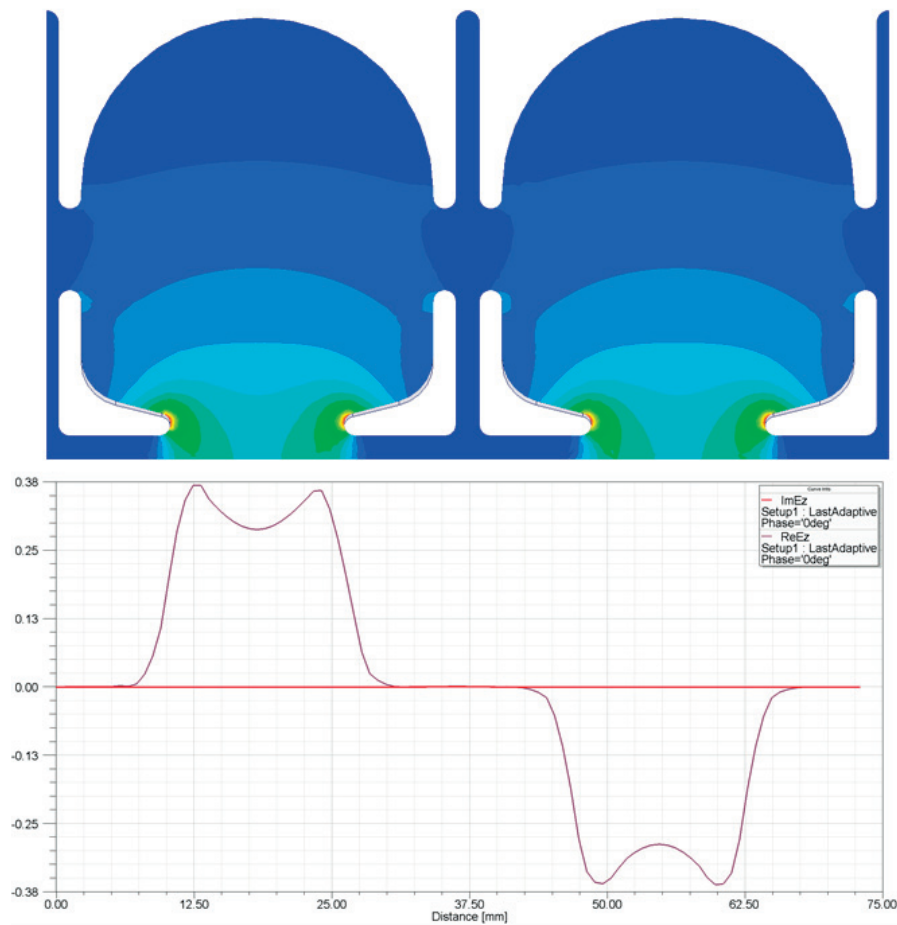 0.38
Curve Info
ImEz
Setup1 : LastAdaptive
Phase='0deg'
ReEz
Setup1 : LastAdaptive
Phase='0deg'
0.25
0.13
0.00
-0.13
-0.25
-0.38
0.00 12.50 25.00 37.50 50.00 62.50 75.00
Distance [mm]